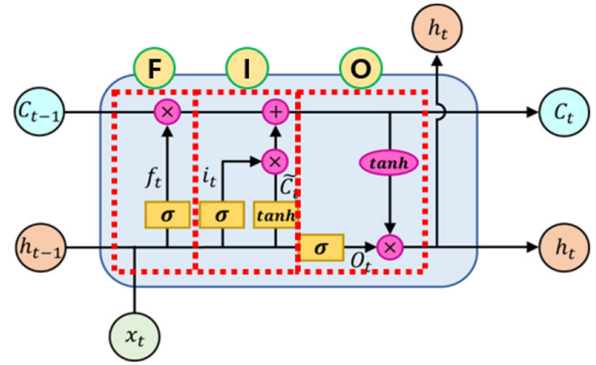 h_t
F I O
C_{t-1} × + C_t
f_t i_t × C̃_t tanh
σ σ tanh
h_{t-1} σ O_t × h_t
x_t